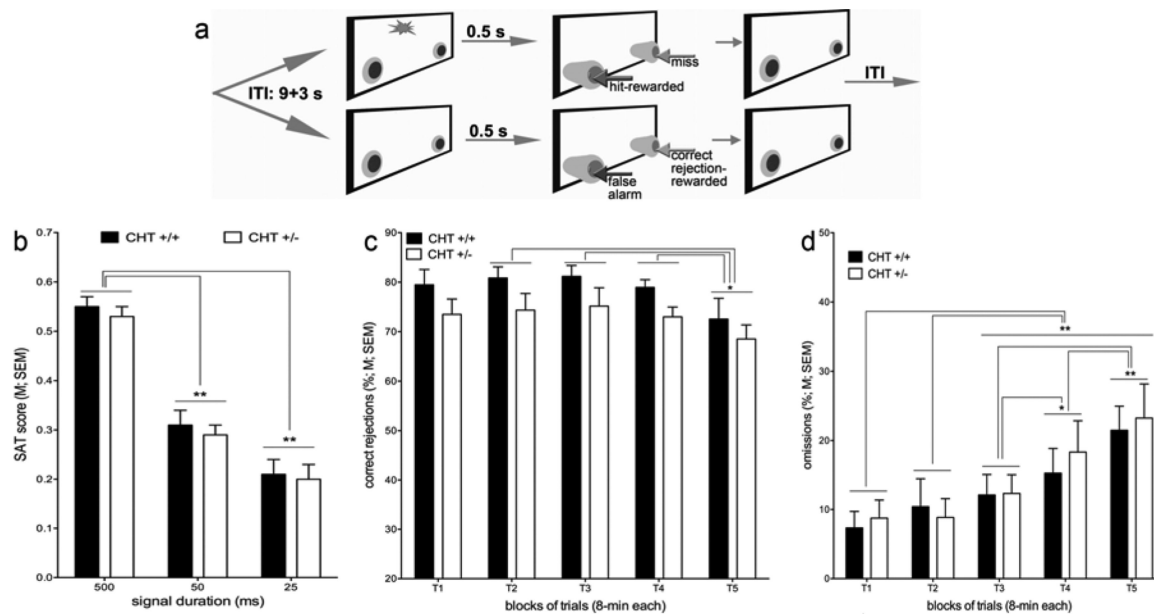 a
0.5 s
ITI: 9+3 s
miss
hit-rewarded
ITI
0.5 s
false
alarm
correct
rejection-
rewarded
b
CHT +/+
CHT +/-
SAT score (M; SEM)
0.7
0.6
0.5
0.4
0.3
0.2
0.1
0.0
**
**
500
50
25
signal duration (ms)
c
CHT +/+
CHT +/-
correct rejections (%; M; SEM)
90
80
70
60
50
40
30
20
*
T1
T2
T3
T4
T5
blocks of trials (8-min each)
d
CHT +/+
CHT +/-
omissions (%; M; SEM)
50
40
30
20
10
0
**
*
**
T1
T2
T3
T4
T5
blocks of trials (8-min each)